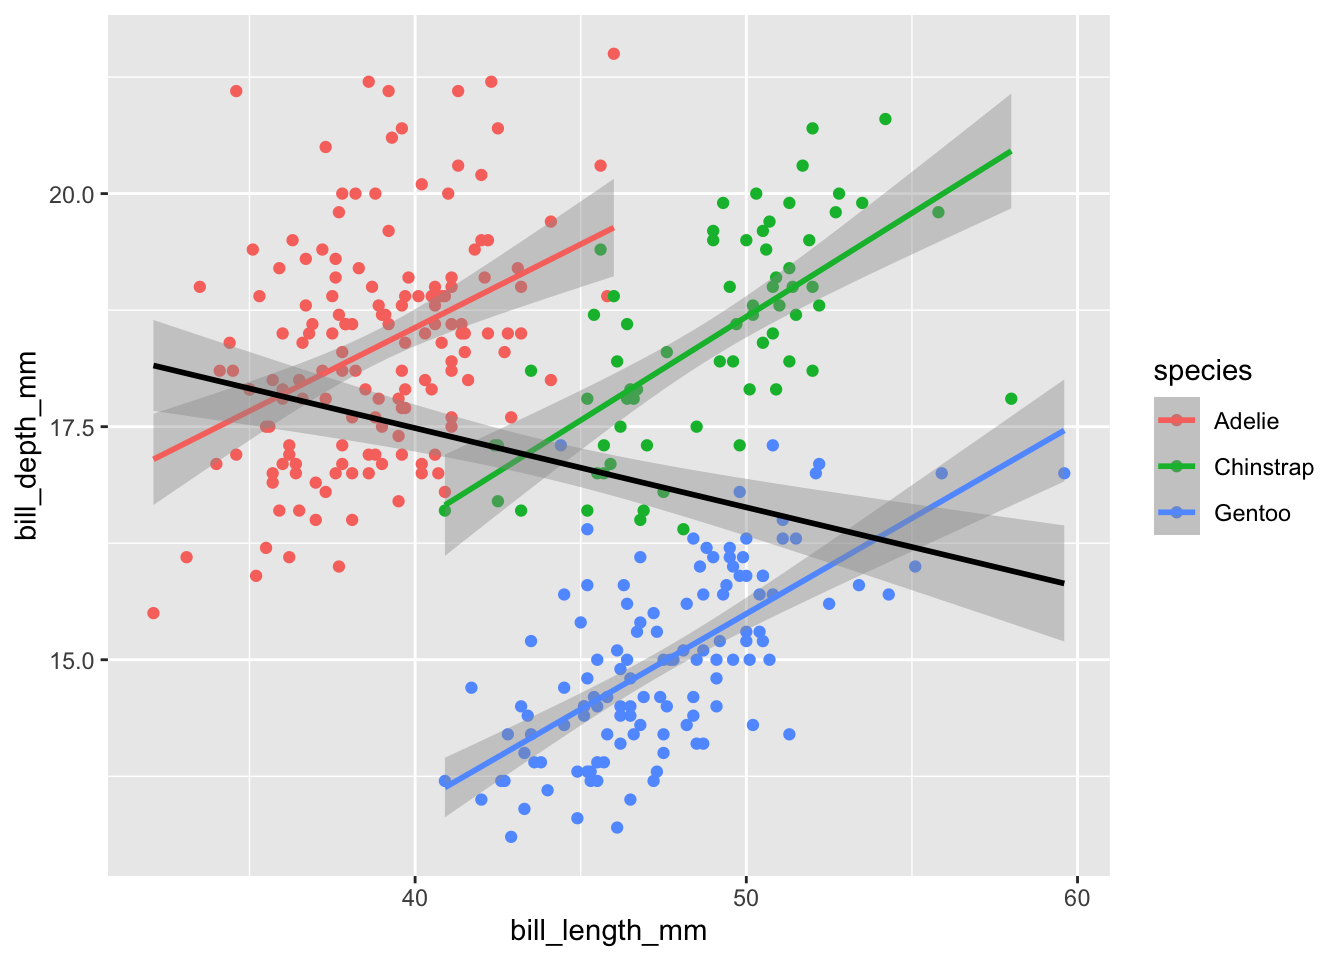 20.0
17.5
15.0
bill_depth_mm
40
50
60
bill_length_mm
species
Adelie
Chinstrap
Gentoo